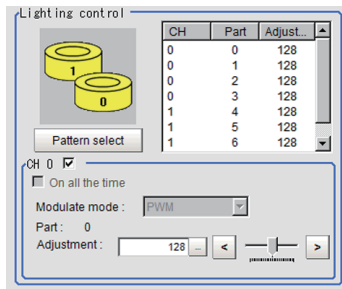 Lighting control
CH Part Adjust...
0 0 128
0 1 128
0 2 128
0 3 128
1 4 128
1 5 128
1 6 128
1
0
Pattern select
CH 0
On all the time
Modulate mode : PWM
Part : 0
Adjustment : 128 ... < >